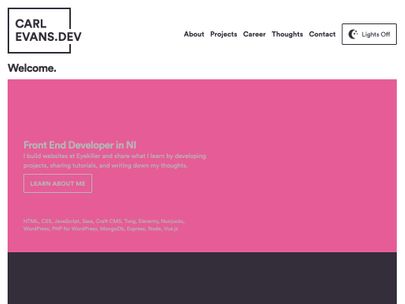 CARL
EVANS.DEV
About Projects Career Thoughts Contact Lights Off
Welcome.
Front End Developer in NI
I build websites at Eyekiller and share what I learn by developing
projects, sharing tutorials, and writing down my thoughts.
LEARN ABOUT ME
HTML, CSS, JavaScript, Sass, Craft CMS, Twig, Eleventy, Nunjucks,
WordPress, PHP for WordPress, MongoDB, Express, Node, Vue.js